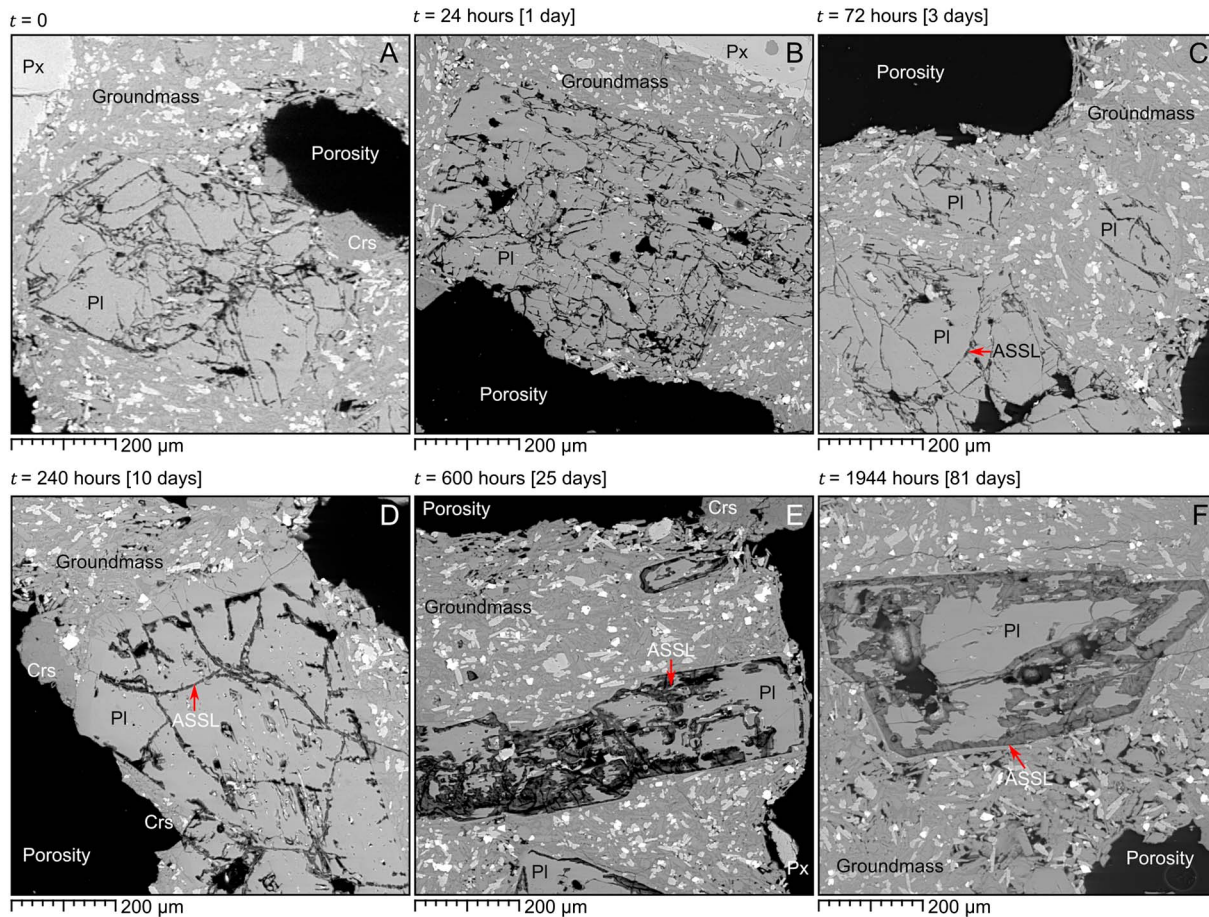 t = 0
A
Px
Groundmass
Porosity
Crs
Pl
200 µm
t = 24 hours [1 day]
B
Px
Groundmass
Pl
Porosity
200 µm
t = 72 hours [3 days]
C
Porosity
Groundmass
Pl
Pl
Pl
ASSL
200 µm
t = 240 hours [10 days]
D
Groundmass
Crs
Pl
ASSL
Crs
Porosity
200 µm
t = 600 hours [25 days]
Porosity
Crs
E
Groundmass
ASSL
Pl
Pl
Px
200 µm
t = 1944 hours [81 days]
F
Pl
ASSL
Groundmass
Porosity
200 µm